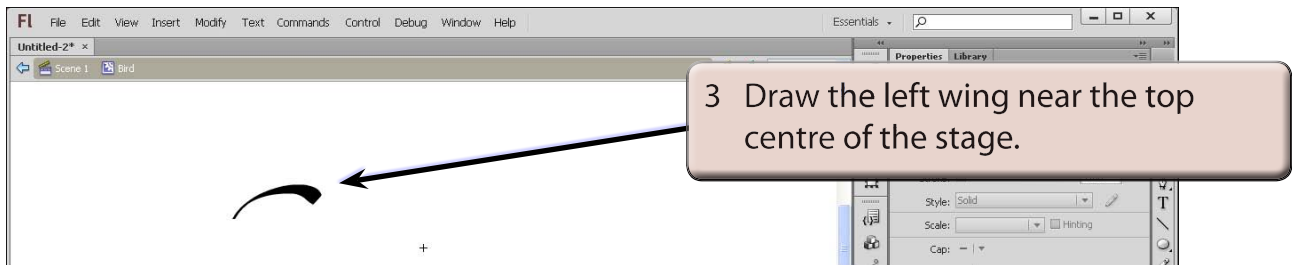 Fl File Edit View Insert Modify Text Commands Control Debug Window Help Essentials
Untitled-2* ×
Properties Library
Scene 1 Bird
3 Draw the left wing near the top
centre of the stage.
Style: Solid
Scale: Hinting
Cap: